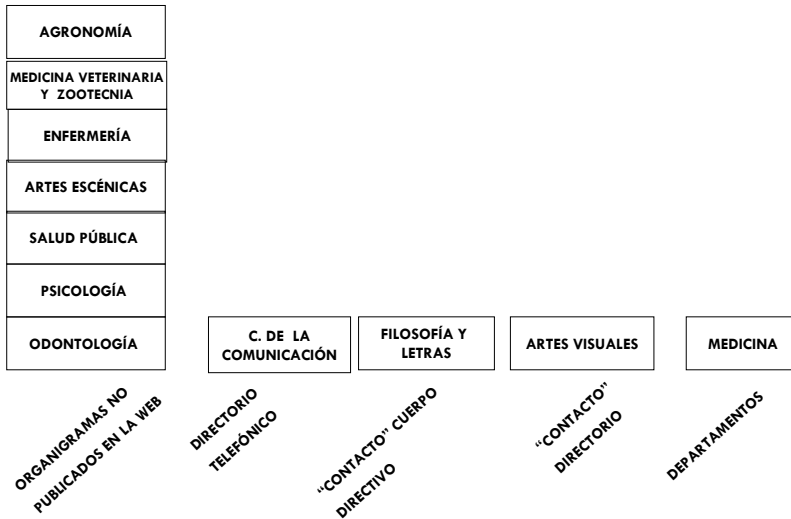 AGRONOMÍA
MEDICINA VETERINARIA
Y ZOOTECNIA
ENFERMERÍA
ARTES ESCÉNICAS
SALUD PÚBLICA
PSICOLOGÍA
ODONTOLOGÍA
C. DE LA
COMUNICACIÓN
FILOSOFÍA Y
LETRAS
ARTES VISUALES
MEDICINA
ORGANIGRAMAS NO
PUBLICADOS EN LA WEB
DIRECTORIO
TELEFÓNICO
“CONTACTO” CUERPO
DIRECTIVO
“CONTACTO”
DIRECTORIO
DEPARTAMENTOS